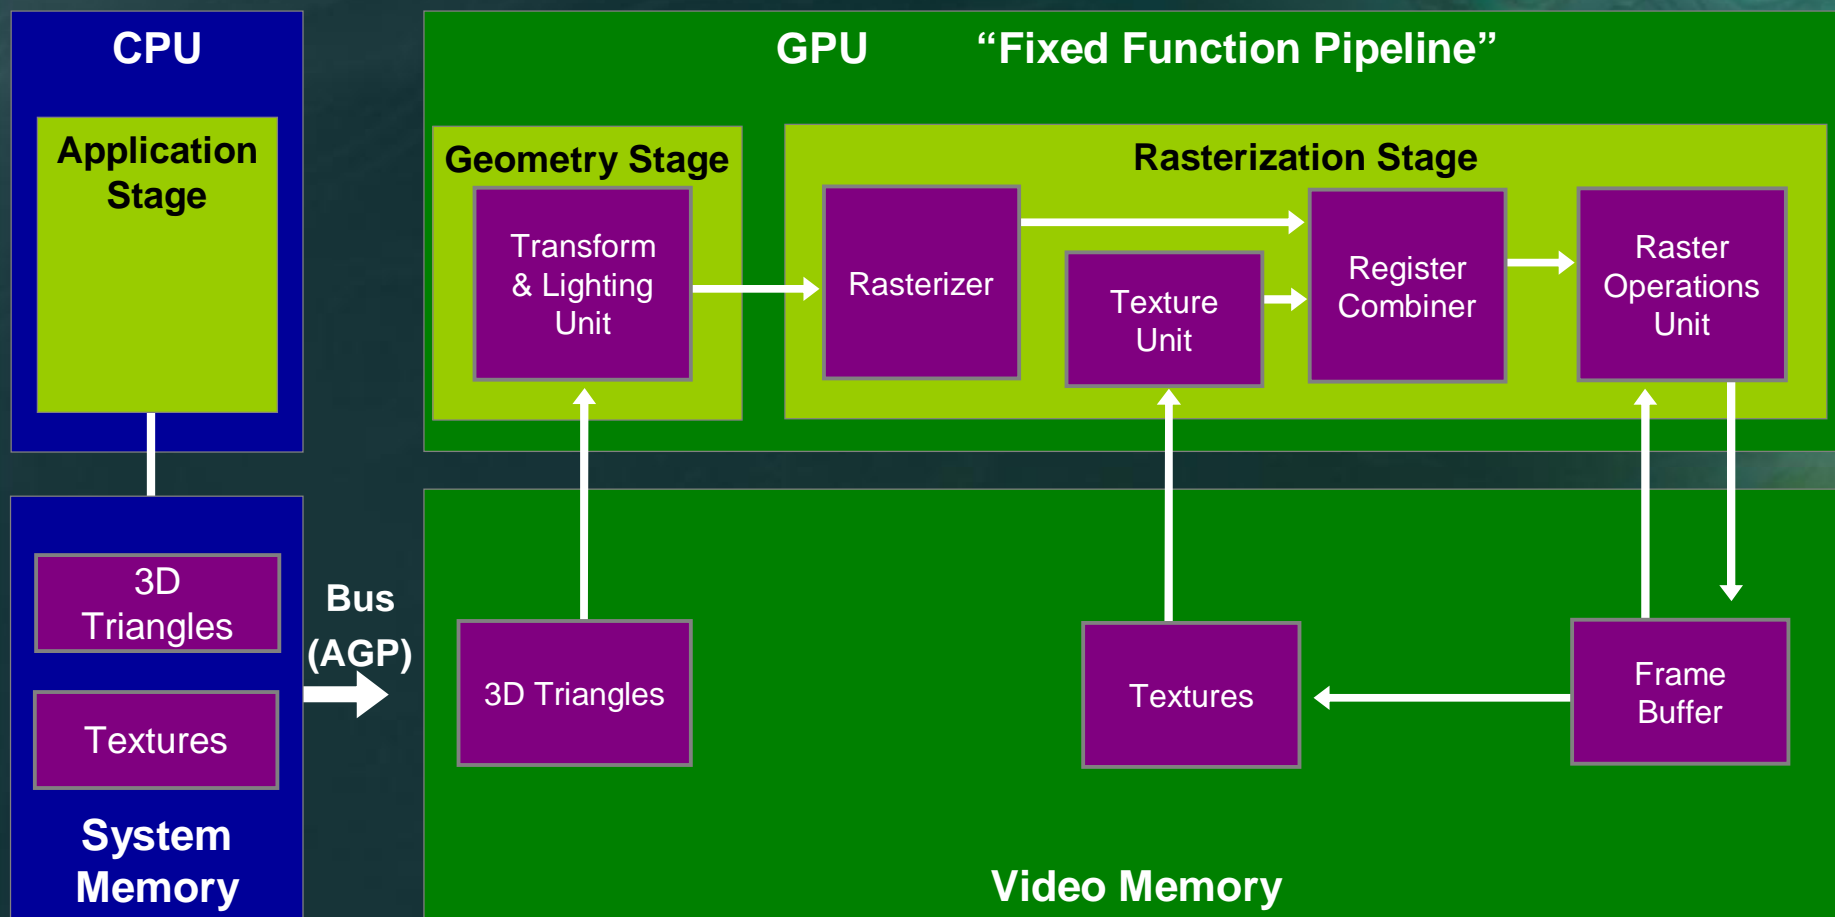 CPU
Application
Stage
GPU “Fixed Function Pipeline”
Geometry Stage
Transform
& Lighting
Unit
Rasterization Stage
Rasterizer
Texture
Unit
Register
Combiner
Raster
Operations
Unit
3D
Triangles
Textures
System
Memory
Bus
(AGP)
3D Triangles
Textures
Frame
Buffer
Video Memory